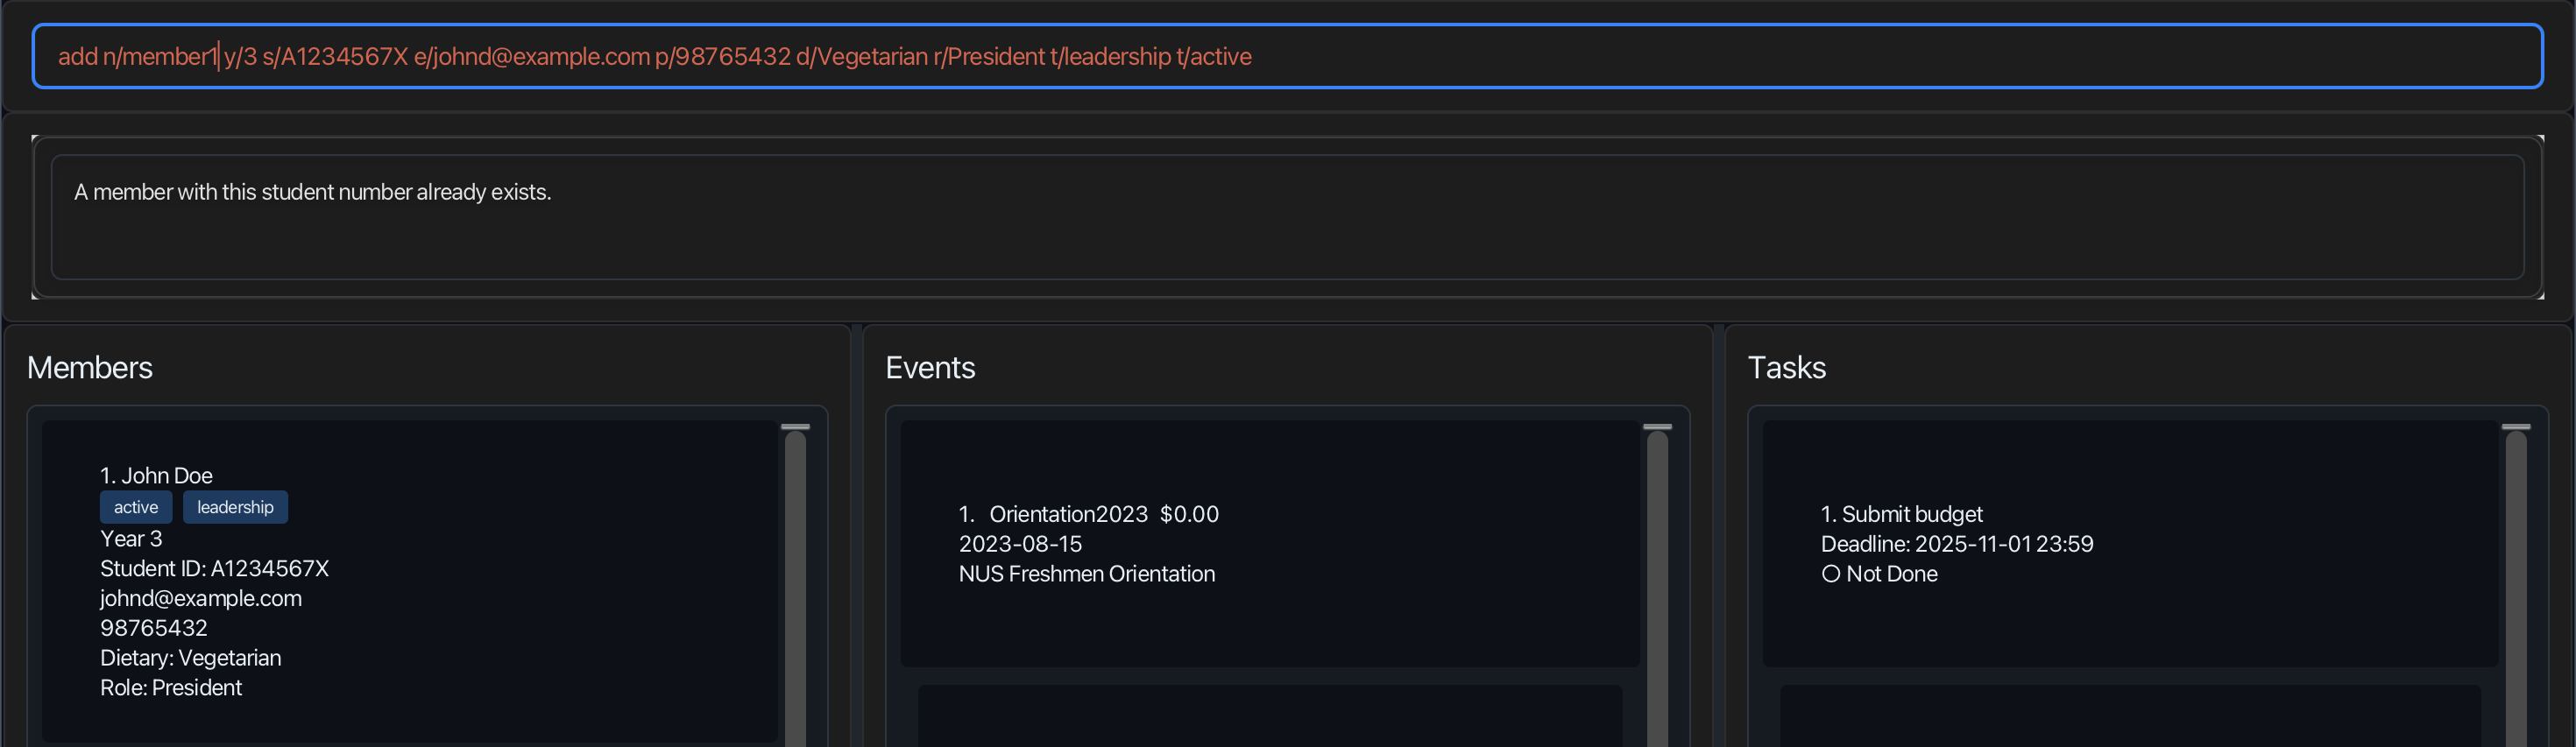 add n/member1 y/3 s/A1234567X e/johnd@example.com p/98765432 d/Vegetarian r/President t/leadership t/active
A member with this student number already exists.
Members
1. John Doe
active leadership
Year 3
Student ID: A1234567X
johnd@example.com
98765432
Dietary: Vegetarian
Role: President
Events
1. Orientation2023 $0.00
2023-08-15
NUS Freshmen Orientation
Tasks
1. Submit budget
Deadline: 2025-11-01 23:59
Not Done